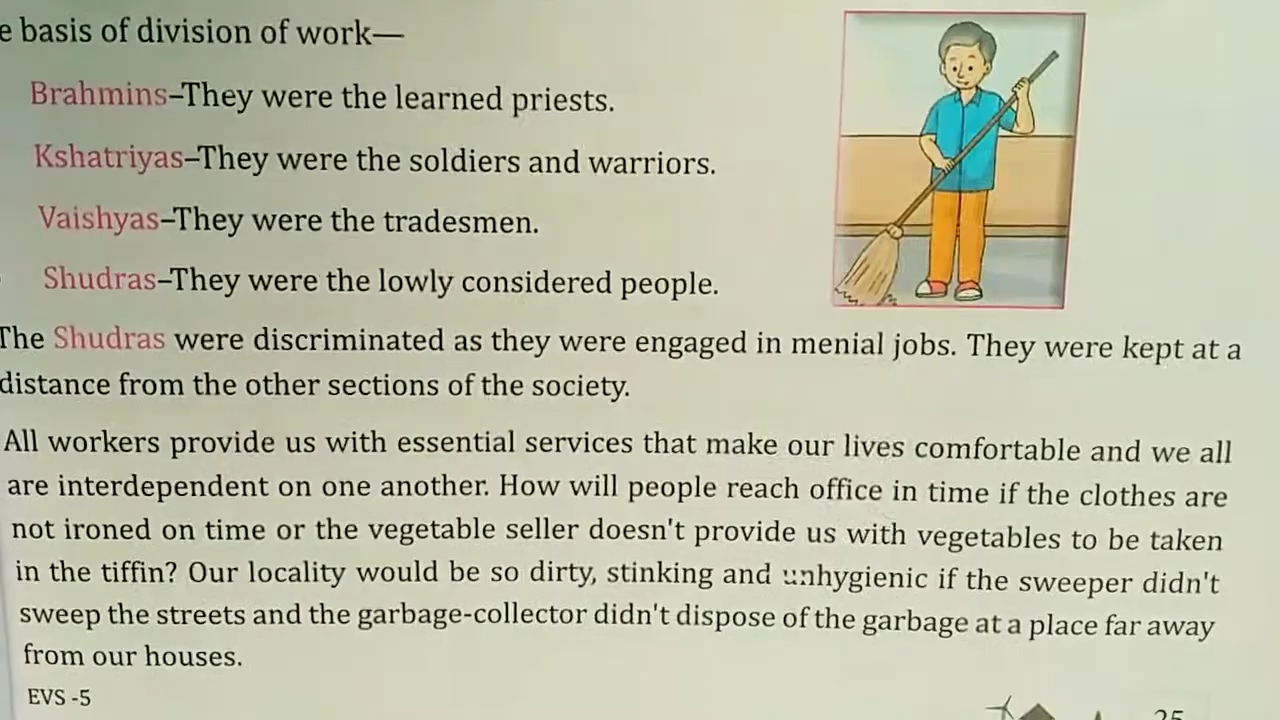 e basis of division of work—
Brahmins–They were the learned priests.
Kshatriyas–They were the soldiers and warriors.
Vaishyas–They were the tradesmen.
Shudras–They were the lowly considered people.
The Shudras were discriminated as they were engaged in menial jobs. They were kept at a
distance from the other sections of the society.
All workers provide us with essential services that make our lives comfortable and we all
are interdependent on one another. How will people reach office in time if the clothes are
not ironed on time or the vegetable seller doesn't provide us with vegetables to be taken
in the tiffin? Our locality would be so dirty, stinking and unhygienic if the sweeper didn't
sweep the streets and the garbage-collector didn't dispose of the garbage at a place far away
from our houses.
EVS -5